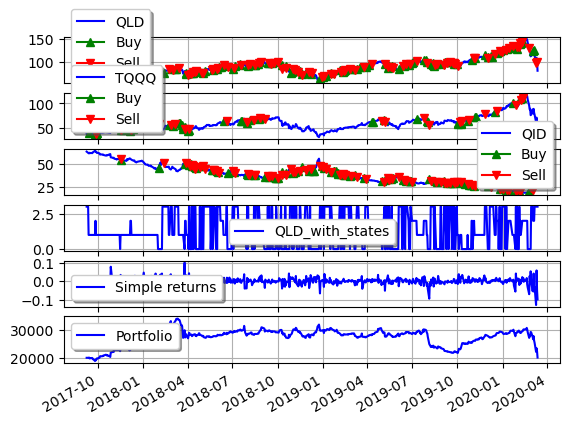 QLD
Buy
Sell
150
100
TQQQ
Buy
Sell
100
50
QID
Buy
Sell
50
25
QLD_with_states
2.5
0.0
Simple returns
0.1
0.0
−0.1
Portfolio
30000
20000
2017-10
2018-01
2018-04
2018-07
2018-10
2019-01
2019-04
2019-07
2019-10
2020-01
2020-04